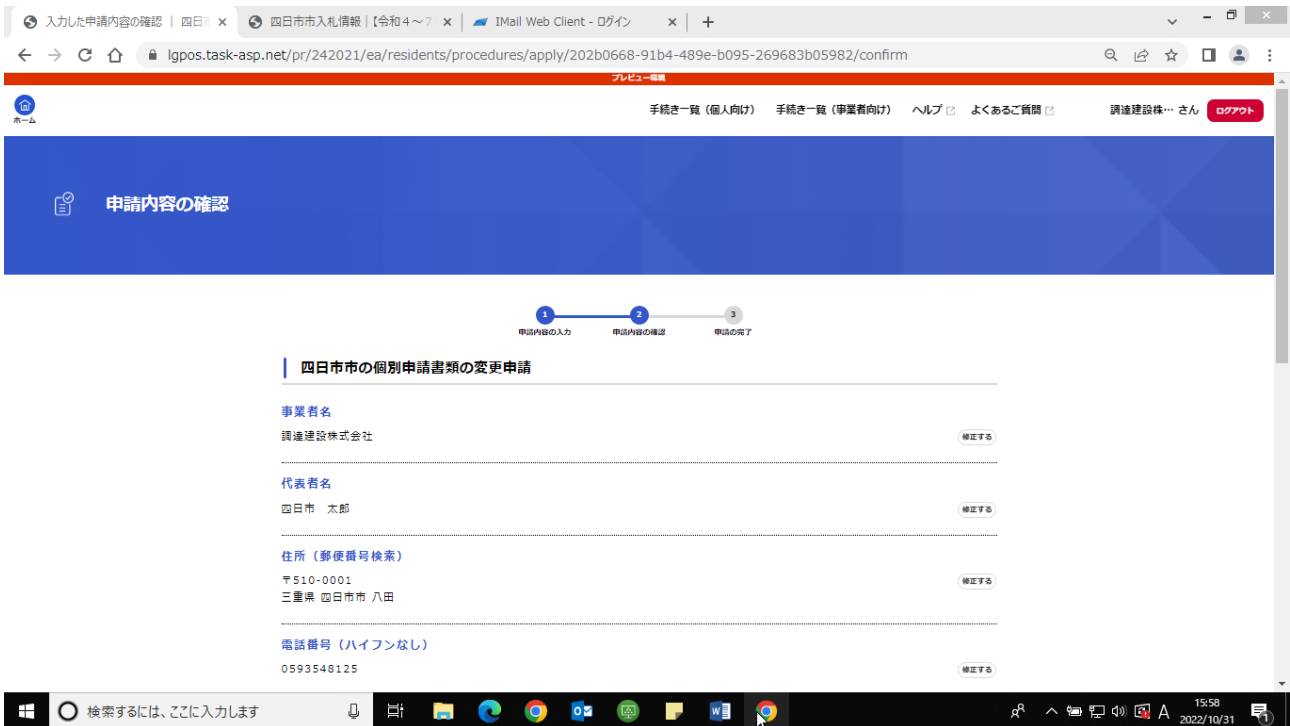 入力した申請内容の確認 | 四日市
四日市市入札情報 |【令和４～７
IMail Web Client - ログイン
lgpos.task-asp.net/pr/242021/ea/residents/procedures/apply/202b0668-91b4-489e-b095-269683b05982/confirm
プレビュー環境
ホーム
手続き一覧（個人向け） 手続き一覧（事業者向け） ヘルプ よくあるご質問 調達建設株… さん ログアウト
申請内容の確認
1 2 3
申請内容の入力 申請内容の確認 申請の完了
四日市市の個別申請書類の変更申請
事業者名
調達建設株式会社 修正する
代表者名
四日市　太郎 修正する
住所（郵便番号検索）
〒510-0001
三重県 四日市市 八田
修正する
電話番号（ハイフンなし）
0593548125 修正する
検索するには、ここに入力します
A 15:58
2022/10/31
1